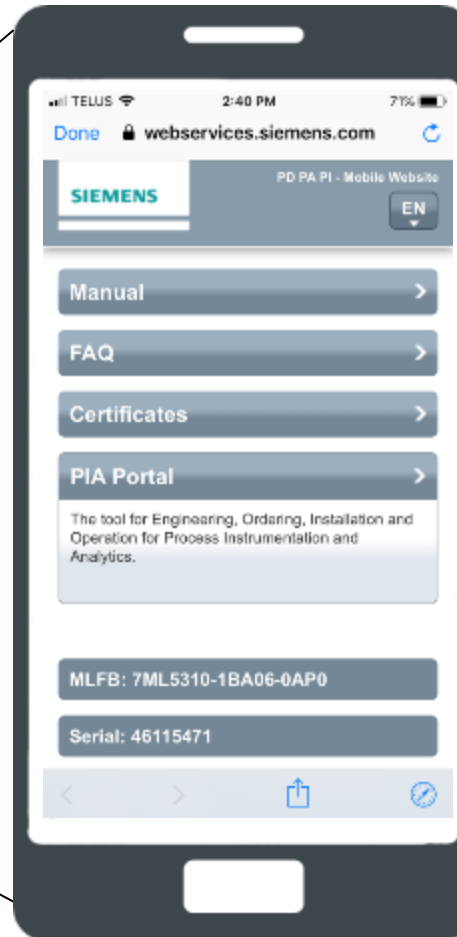 TELUS 2:40 PM 71%
Done webservices.siemens.com
PD PA PI - Mobile Website
SIEMENS
EN
Manual
FAQ
Certificates
PIA Portal
The tool for Engineering, Ordering, Installation and
Operation for Process Instrumentation and
Analytics.
MLFB: 7ML5310-1BA06-0AP0
Serial: 46115471